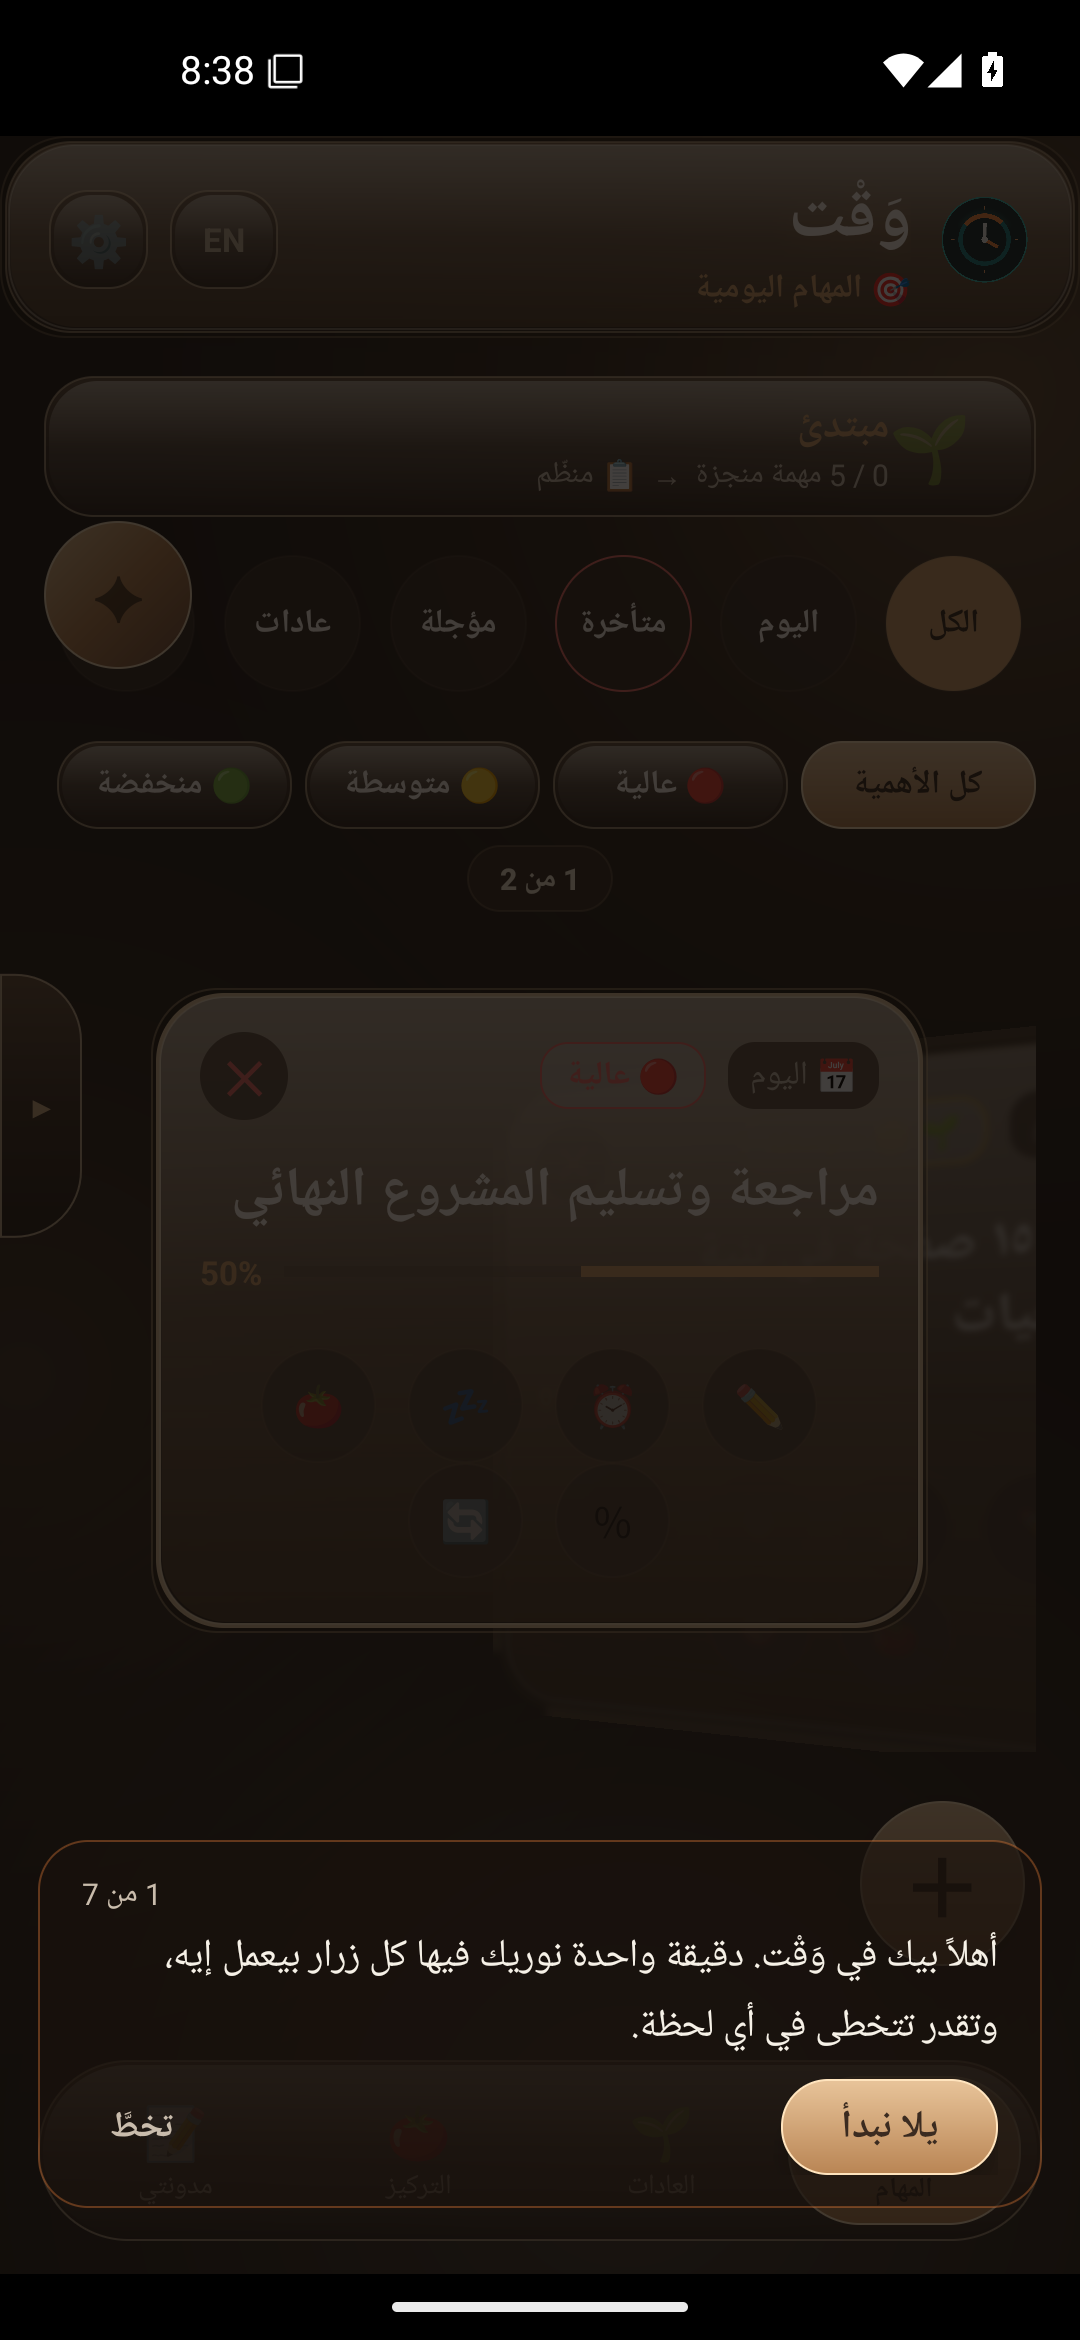 8:38
وَقْت
EN
🎯 المهام اليومية
مبتدئ
0 / 5 مهمة منجزة → 📋 منظّم
الكل
اليوم
متأخرة
مؤجلة
عادات
كل الأهمية
🔴 عالية
🟡 متوسطة
🟢 منخفضة
1 من 2
📅 اليوم
🔴 عالية
مراجعة وتسليم المشروع النهائي
50%
%
1 من 7
أهلاً بيك في وَقْت. دقيقة واحدة نوريك فيها كل زرار بيعمل إيه،
وتقدر تتخطى في أي لحظة.
يلا نبدأ
تخطَّ
المهام
العادات
التركيز
مدونتي